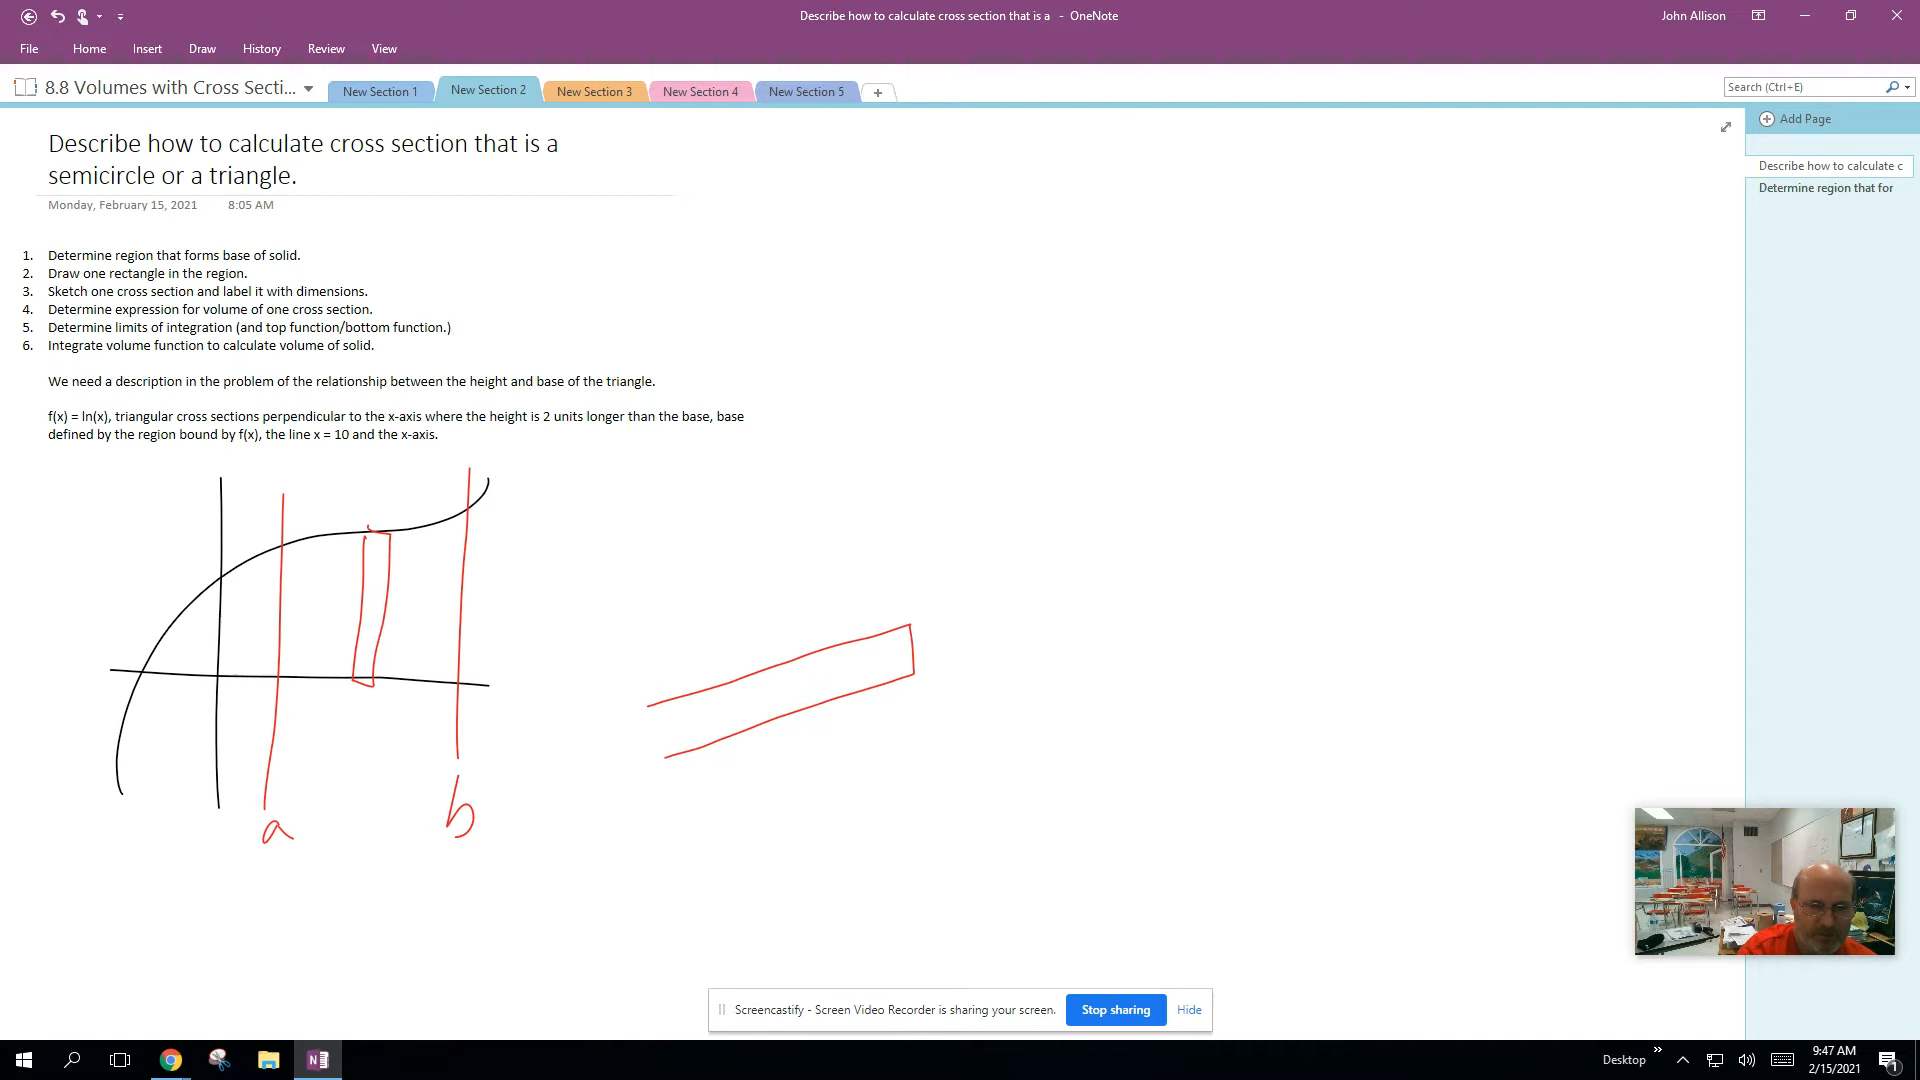 Describe how to calculate cross section that is a - OneNote
John Allison
File Home Insert Draw History Review View
8.8 Volumes with Cross Secti...
New Section 1 New Section 2 New Section 3 New Section 4 New Section 5
Search (Ctrl+E)
Add Page
Describe how to calculate c
Determine region that for
Describe how to calculate cross section that is a
semicircle or a triangle.
Monday, February 15, 2021 8:05 AM
1. Determine region that forms base of solid.
2. Draw one rectangle in the region.
3. Sketch one cross section and label it with dimensions.
4. Determine expression for volume of one cross section.
5. Determine limits of integration (and top function/bottom function.)
6. Integrate volume function to calculate volume of solid.
We need a description in the problem of the relationship between the height and base of the triangle.
f(x) = ln(x), triangular cross sections perpendicular to the x-axis where the height is 2 units longer than the base, base
defined by the region bound by f(x), the line x = 10 and the x-axis.
a
b
Screencastify - Screen Video Recorder is sharing your screen. Stop sharing Hide
Desktop
9:47 AM
2/15/2021
1